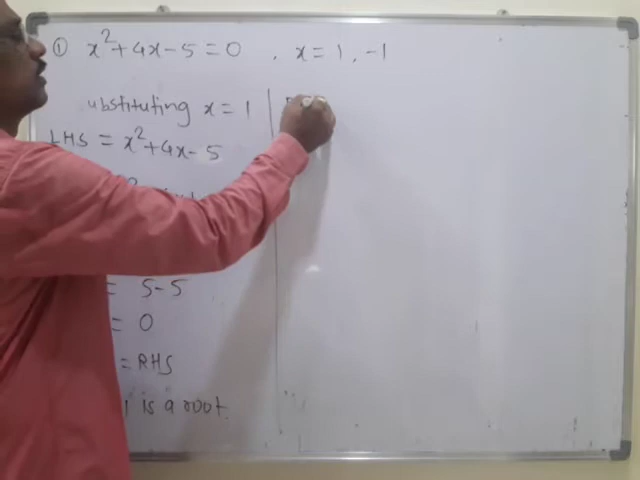 ① x²+4x-5=0 , x=1,-1
ubstituting x=1
LHS = x²+4x-5
= 5-5
= 0
= RHS
1 is a root.